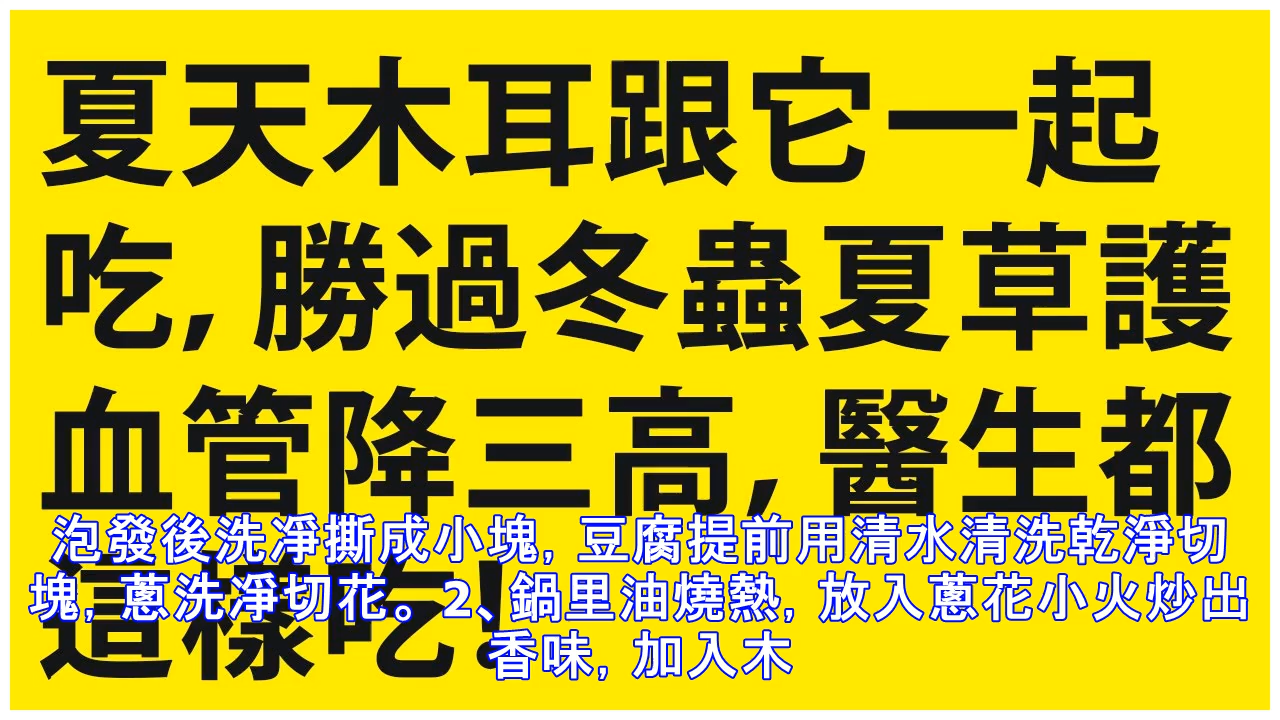 夏天木耳跟它一起
吃, 勝過冬蟲夏草護
血管降三高, 醫生都
這樣吃!
泡發後洗淨撕成小塊, 豆腐提前用清水清洗乾淨切
塊, 蔥洗淨切花。2、鍋里油燒熱, 放入蔥花小火炒出
香味, 加入木